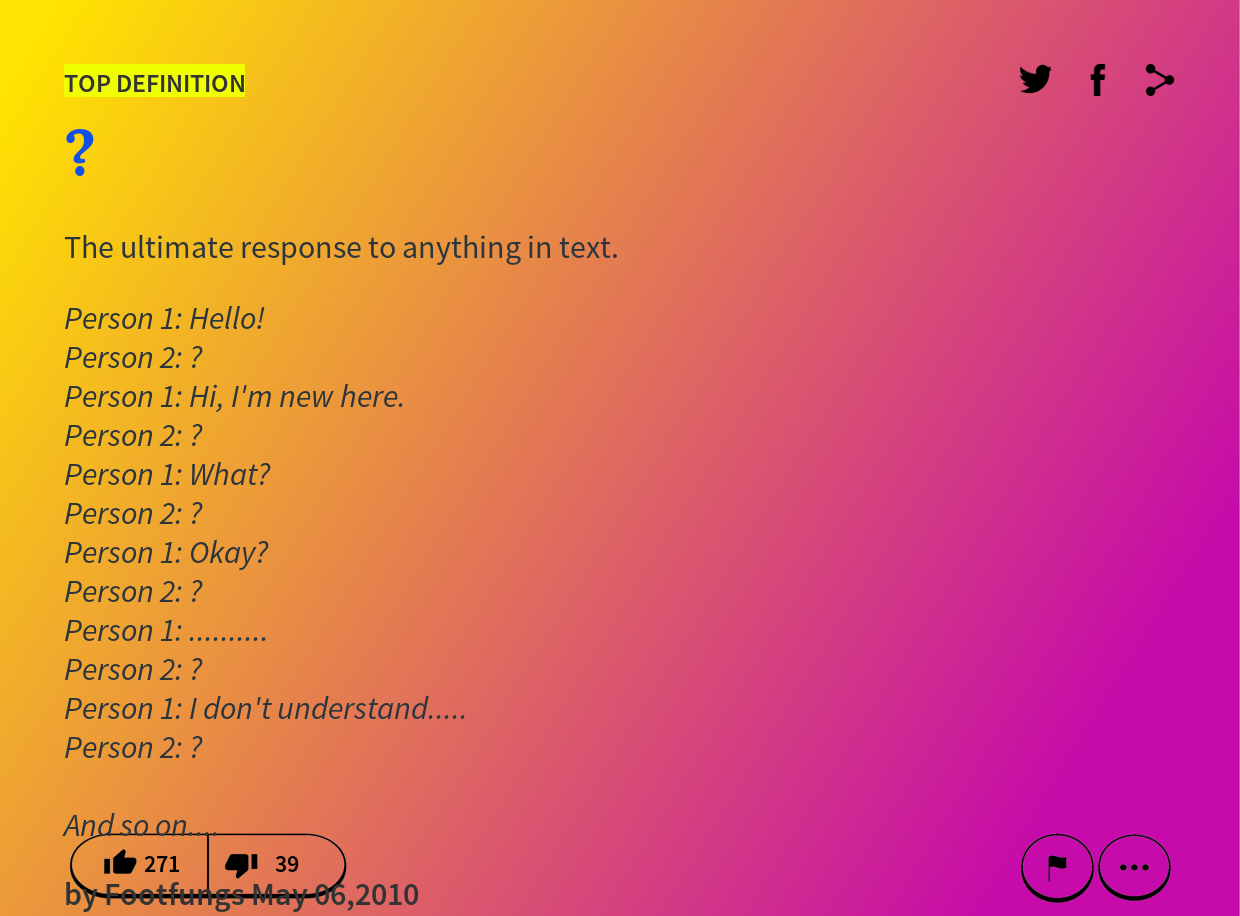 TOP DEFINITION
?
The ultimate response to anything in text.
Person 1: Hello!
Person 2: ?
Person 1: Hi, I'm new here.
Person 2: ?
Person 1: What?
Person 2: ?
Person 1: Okay?
Person 2: ?
Person 1: ..........
Person 2: ?
Person 1: I don't understand.....
Person 2: ?
And so on....
271 39
by Footfungs May 06,2010